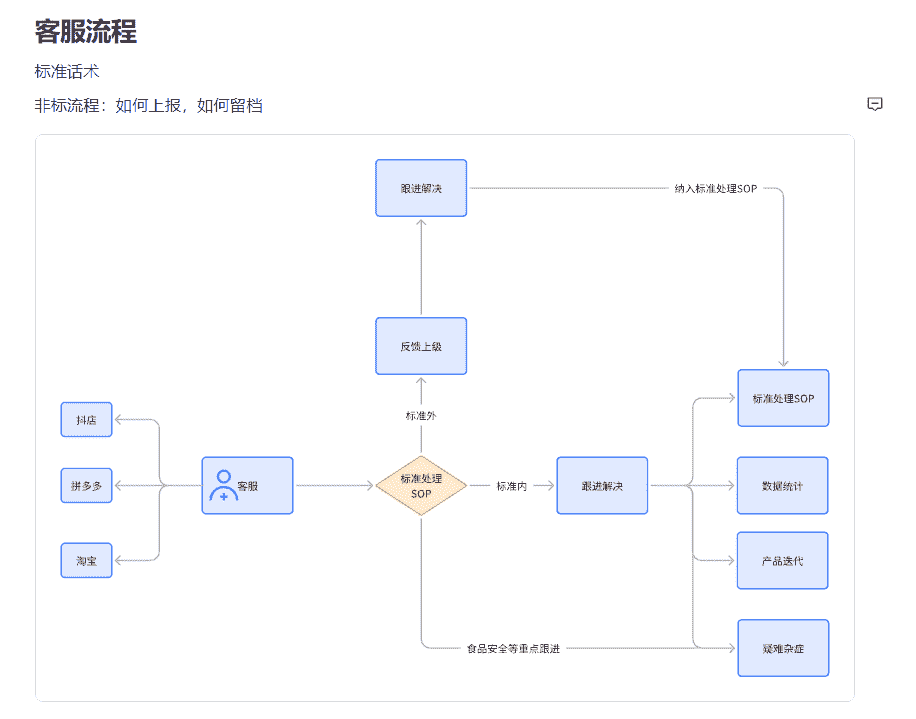 客服流程
标准话术
非标流程：如何上报，如何留档
跟进解决
纳入标准处理SOP
反馈上级
标准处理SOP
抖店
标准外
拼多多
客服
标准处理
SOP
标准内
跟进解决
数据统计
淘宝
产品迭代
食品安全等重点跟进
疑难杂症